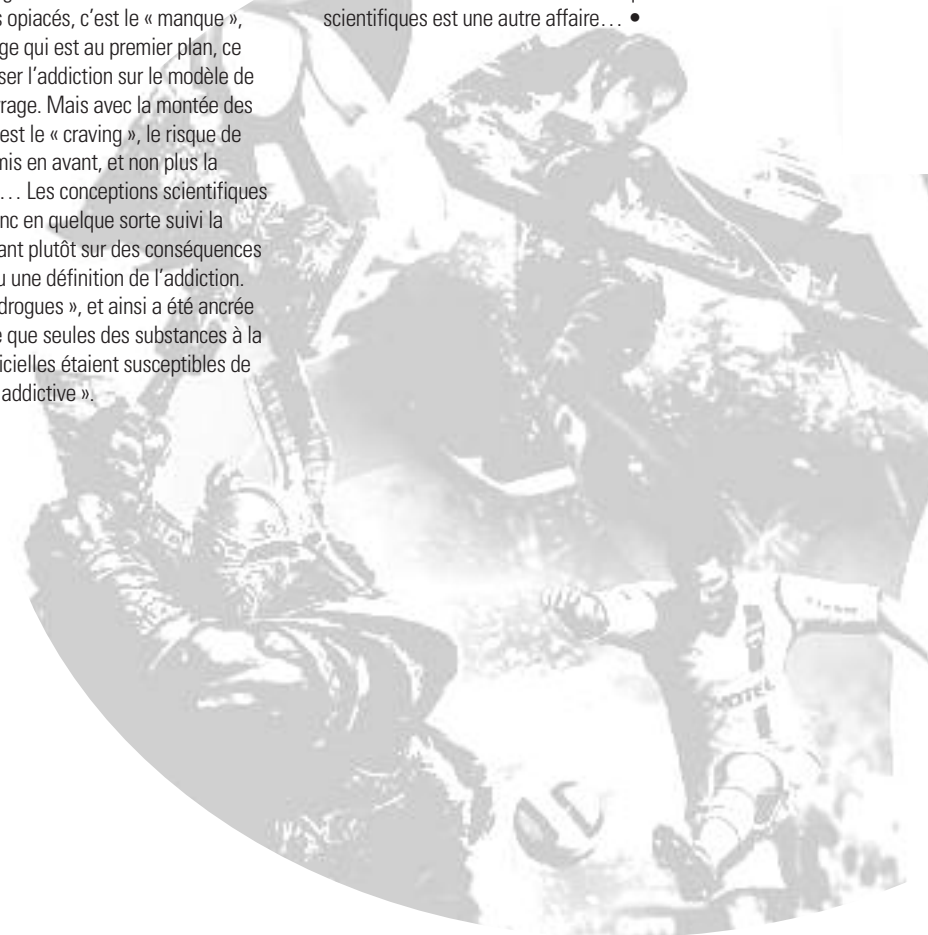 s opiacés, c’est le « manque »,
ge qui est au premier plan, ce
ser l’addiction sur le modèle de
rage. Mais avec la montée des
est le « craving », le risque de
mis en avant, et non plus la
… Les conceptions scientifiques
nc en quelque sorte suivi la
ant plutôt sur des conséquences
u une définition de l’addiction.
drogues », et ainsi a été ancrée
e que seules des substances à la
icielles étaient susceptibles de
addictive ».
scientifiques est une autre affaire… •